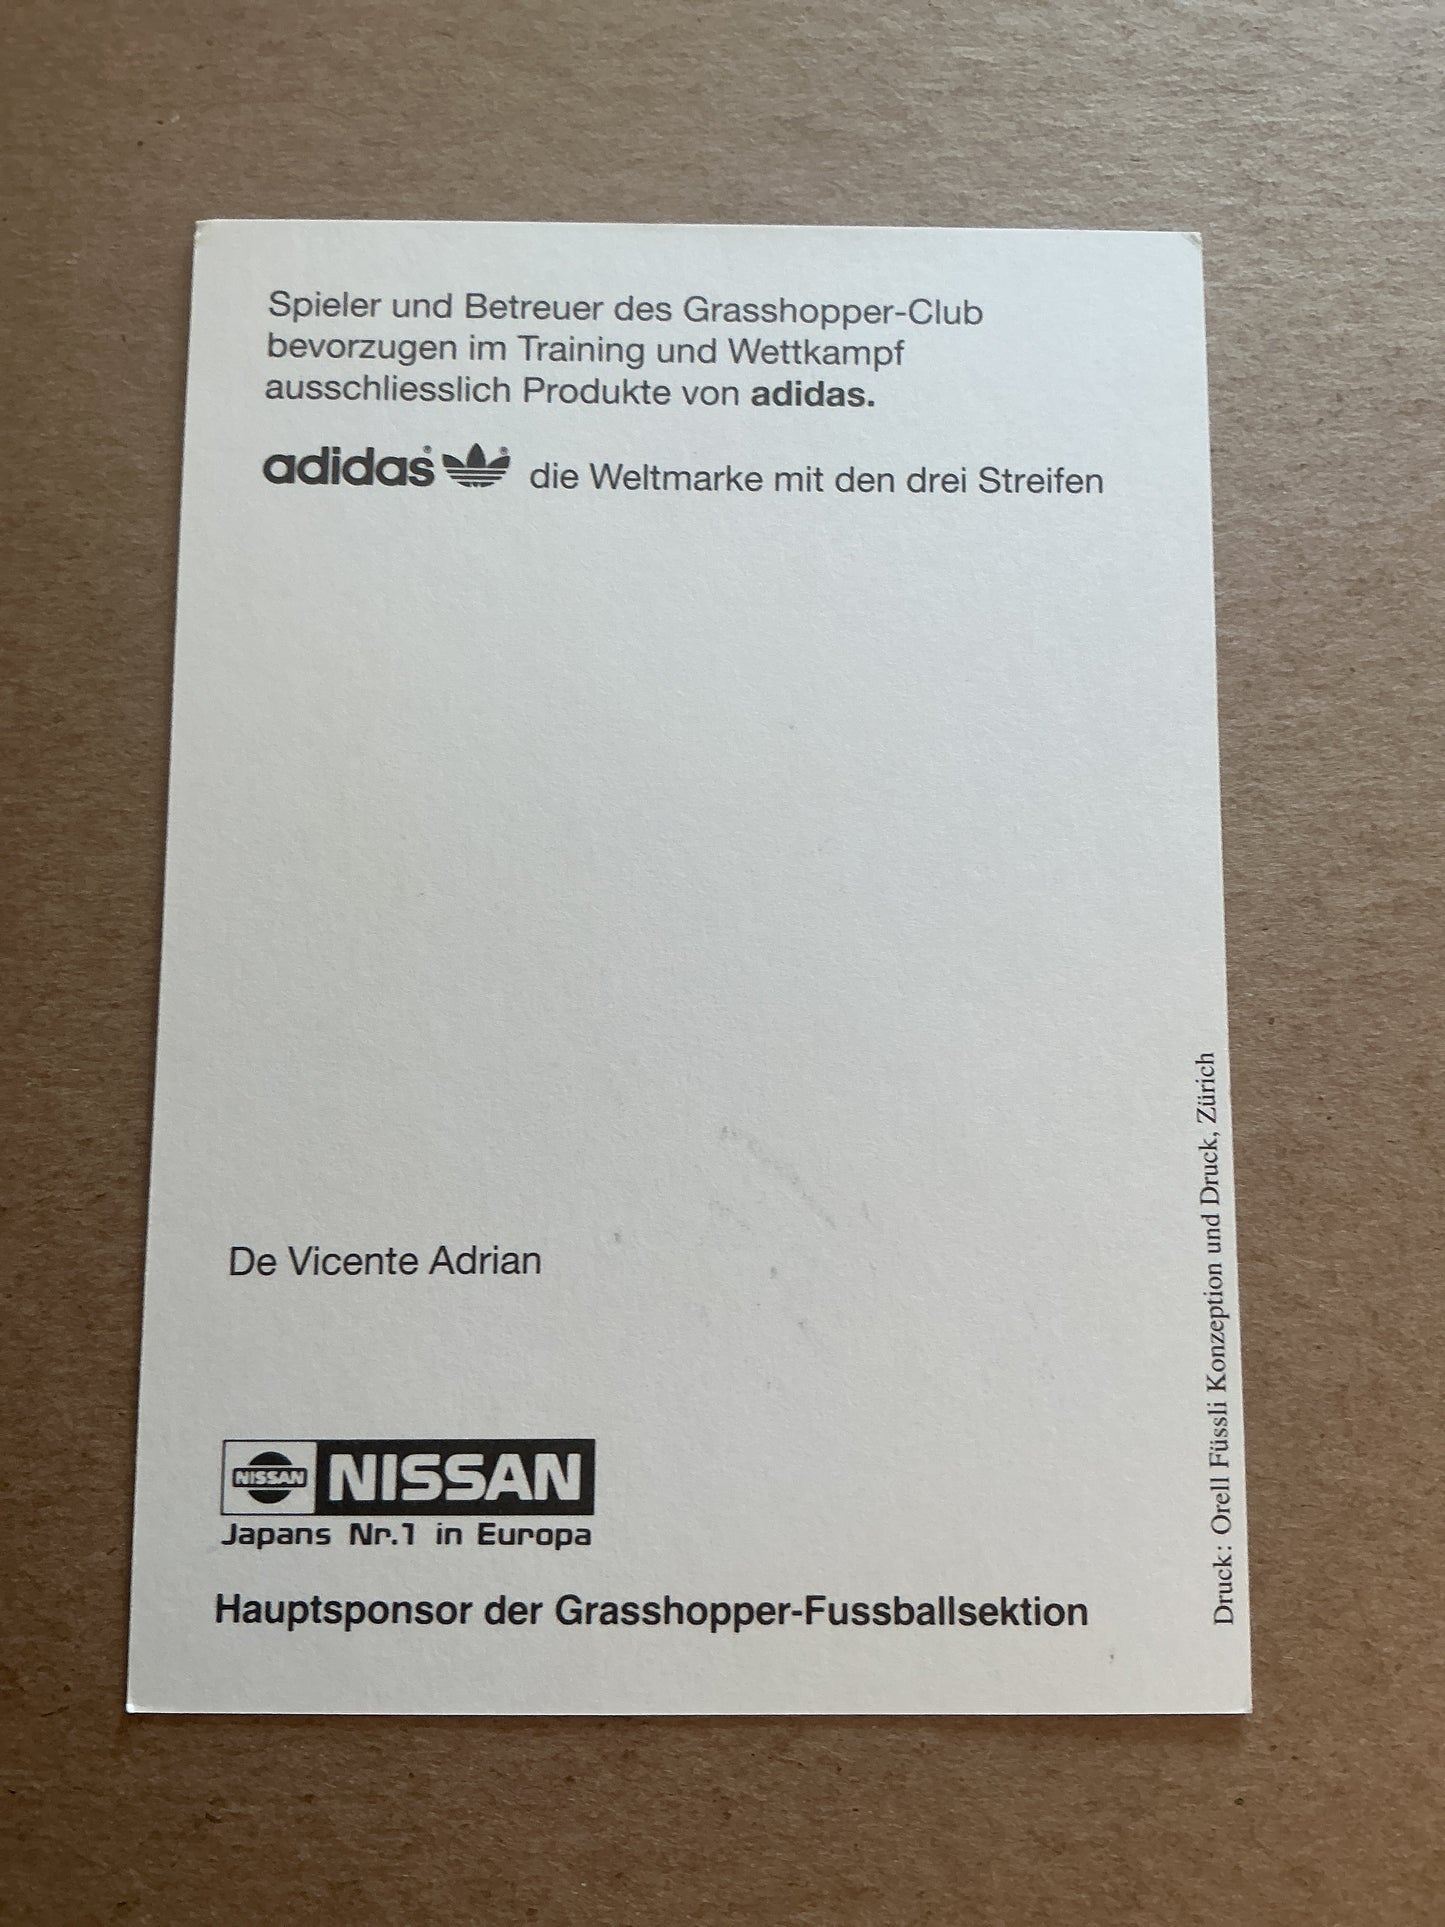 Spieler und Betreuer des Grasshopper-Club
bevorzugen im Training und Wettkampf
ausschliesslich Produkte von adidas.
adidas® ® die Weltmarke mit den drei Streifen
De Vicente Adrian
NISSAN NISSAN
Japans Nr.1 in Europa
Hauptsponsor der Grasshopper-Fussballsektion
Druck: Orell Füssli Konzeption und Druck, Zürich